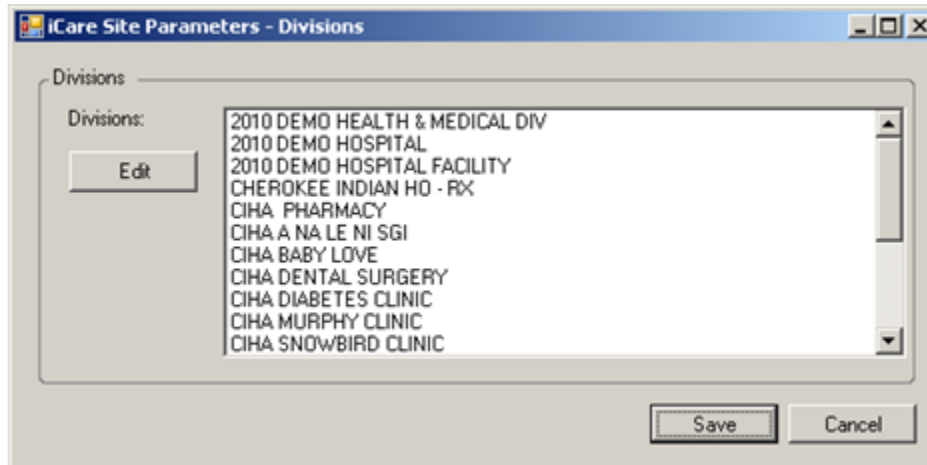 iCare Site Parameters - Divisions
Divisions
Divisions:
Edit
2010 DEMO HEALTH & MEDICAL DIV
2010 DEMO HOSPITAL
2010 DEMO HOSPITAL FACILITY
CHEROKEE INDIAN HO - RX
CIHA  PHARMACY
CIHA A NA LE NI SGI
CIHA BABY LOVE
CIHA DENTAL SURGERY
CIHA DIABETES CLINIC
CIHA MURPHY CLINIC
CIHA SNOWBIRD CLINIC
Save
Cancel